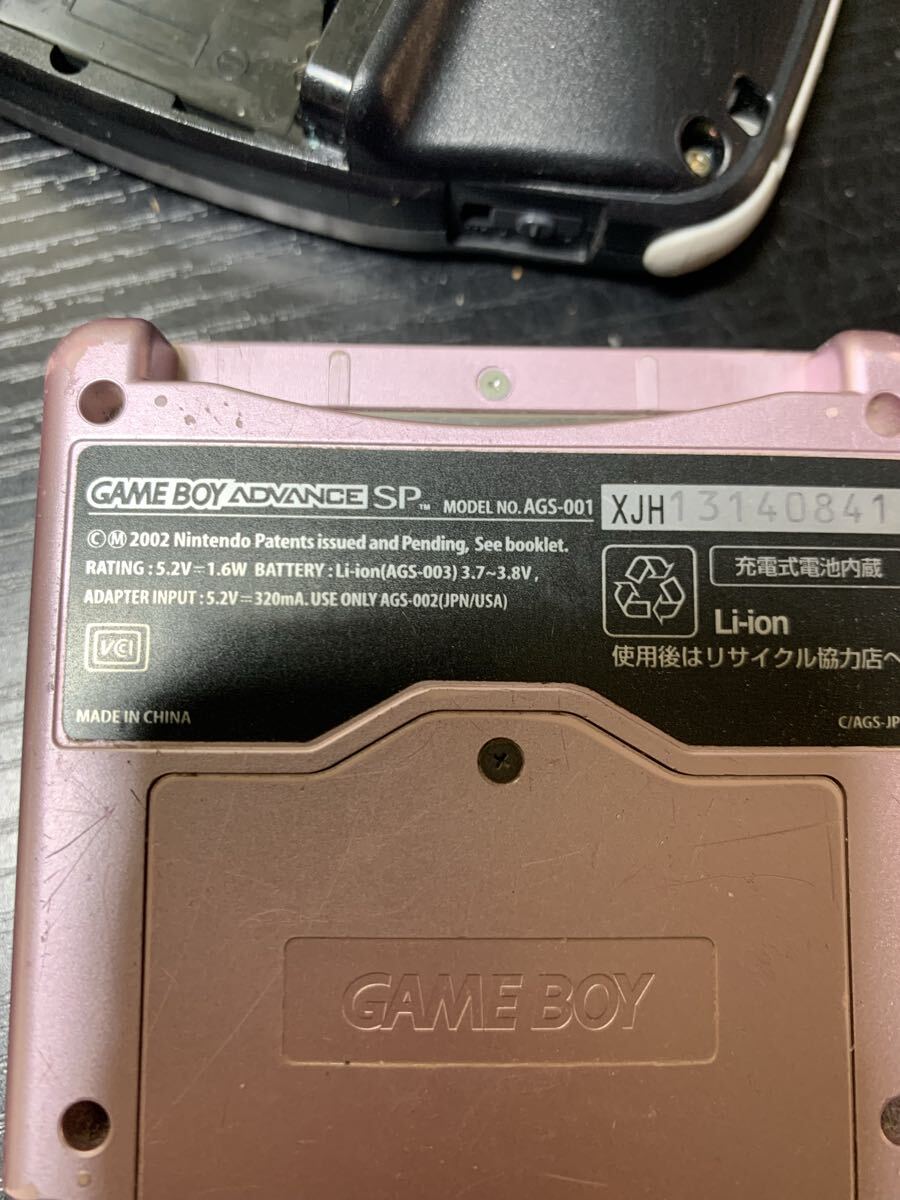 GAME BOY ADVANCE SP™ MODEL NO. AGS-001 XJH13140841
ⒸⓂ 2002 Nintendo Patents issued and Pending, See booklet.
RATING : 5.2V⎓1.6W BATTERY : Li-ion(AGS-003) 3.7~3.8V ,
ADAPTER INPUT : 5.2V⎓320mA. USE ONLY AGS-002(JPN/USA)
VCI
MADE IN CHINA
充電式電池内蔵
Li-ion
使用後はリサイクル協力店へ
C/AGS-JP
GAME BOY